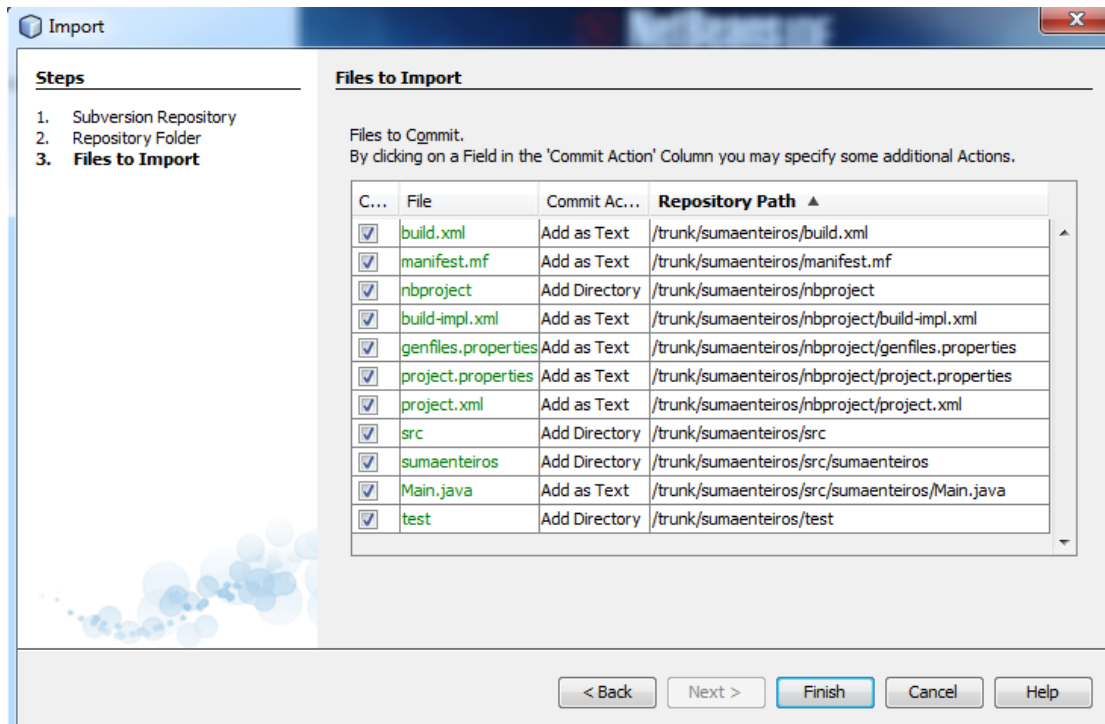 Import
Steps
1. Subversion Repository
2. Repository Folder
3. Files to Import
Files to Import
Files to Commit.
By clicking on a Field in the 'Commit Action' Column you may specify some additional Actions.
C... File Commit Ac... Repository Path ▲
build.xml Add as Text /trunk/sumaenteiros/build.xml
manifest.mf Add as Text /trunk/sumaenteiros/manifest.mf
nbproject Add Directory /trunk/sumaenteiros/nbproject
build-impl.xml Add as Text /trunk/sumaenteiros/nbproject/build-impl.xml
genfiles.properties Add as Text /trunk/sumaenteiros/nbproject/genfiles.properties
project.properties Add as Text /trunk/sumaenteiros/nbproject/project.properties
project.xml Add as Text /trunk/sumaenteiros/nbproject/project.xml
src Add Directory /trunk/sumaenteiros/src
sumaenteiros Add Directory /trunk/sumaenteiros/src/sumaenteiros
Main.java Add as Text /trunk/sumaenteiros/src/sumaenteiros/Main.java
test Add Directory /trunk/sumaenteiros/test
< Back Next > Finish Cancel Help